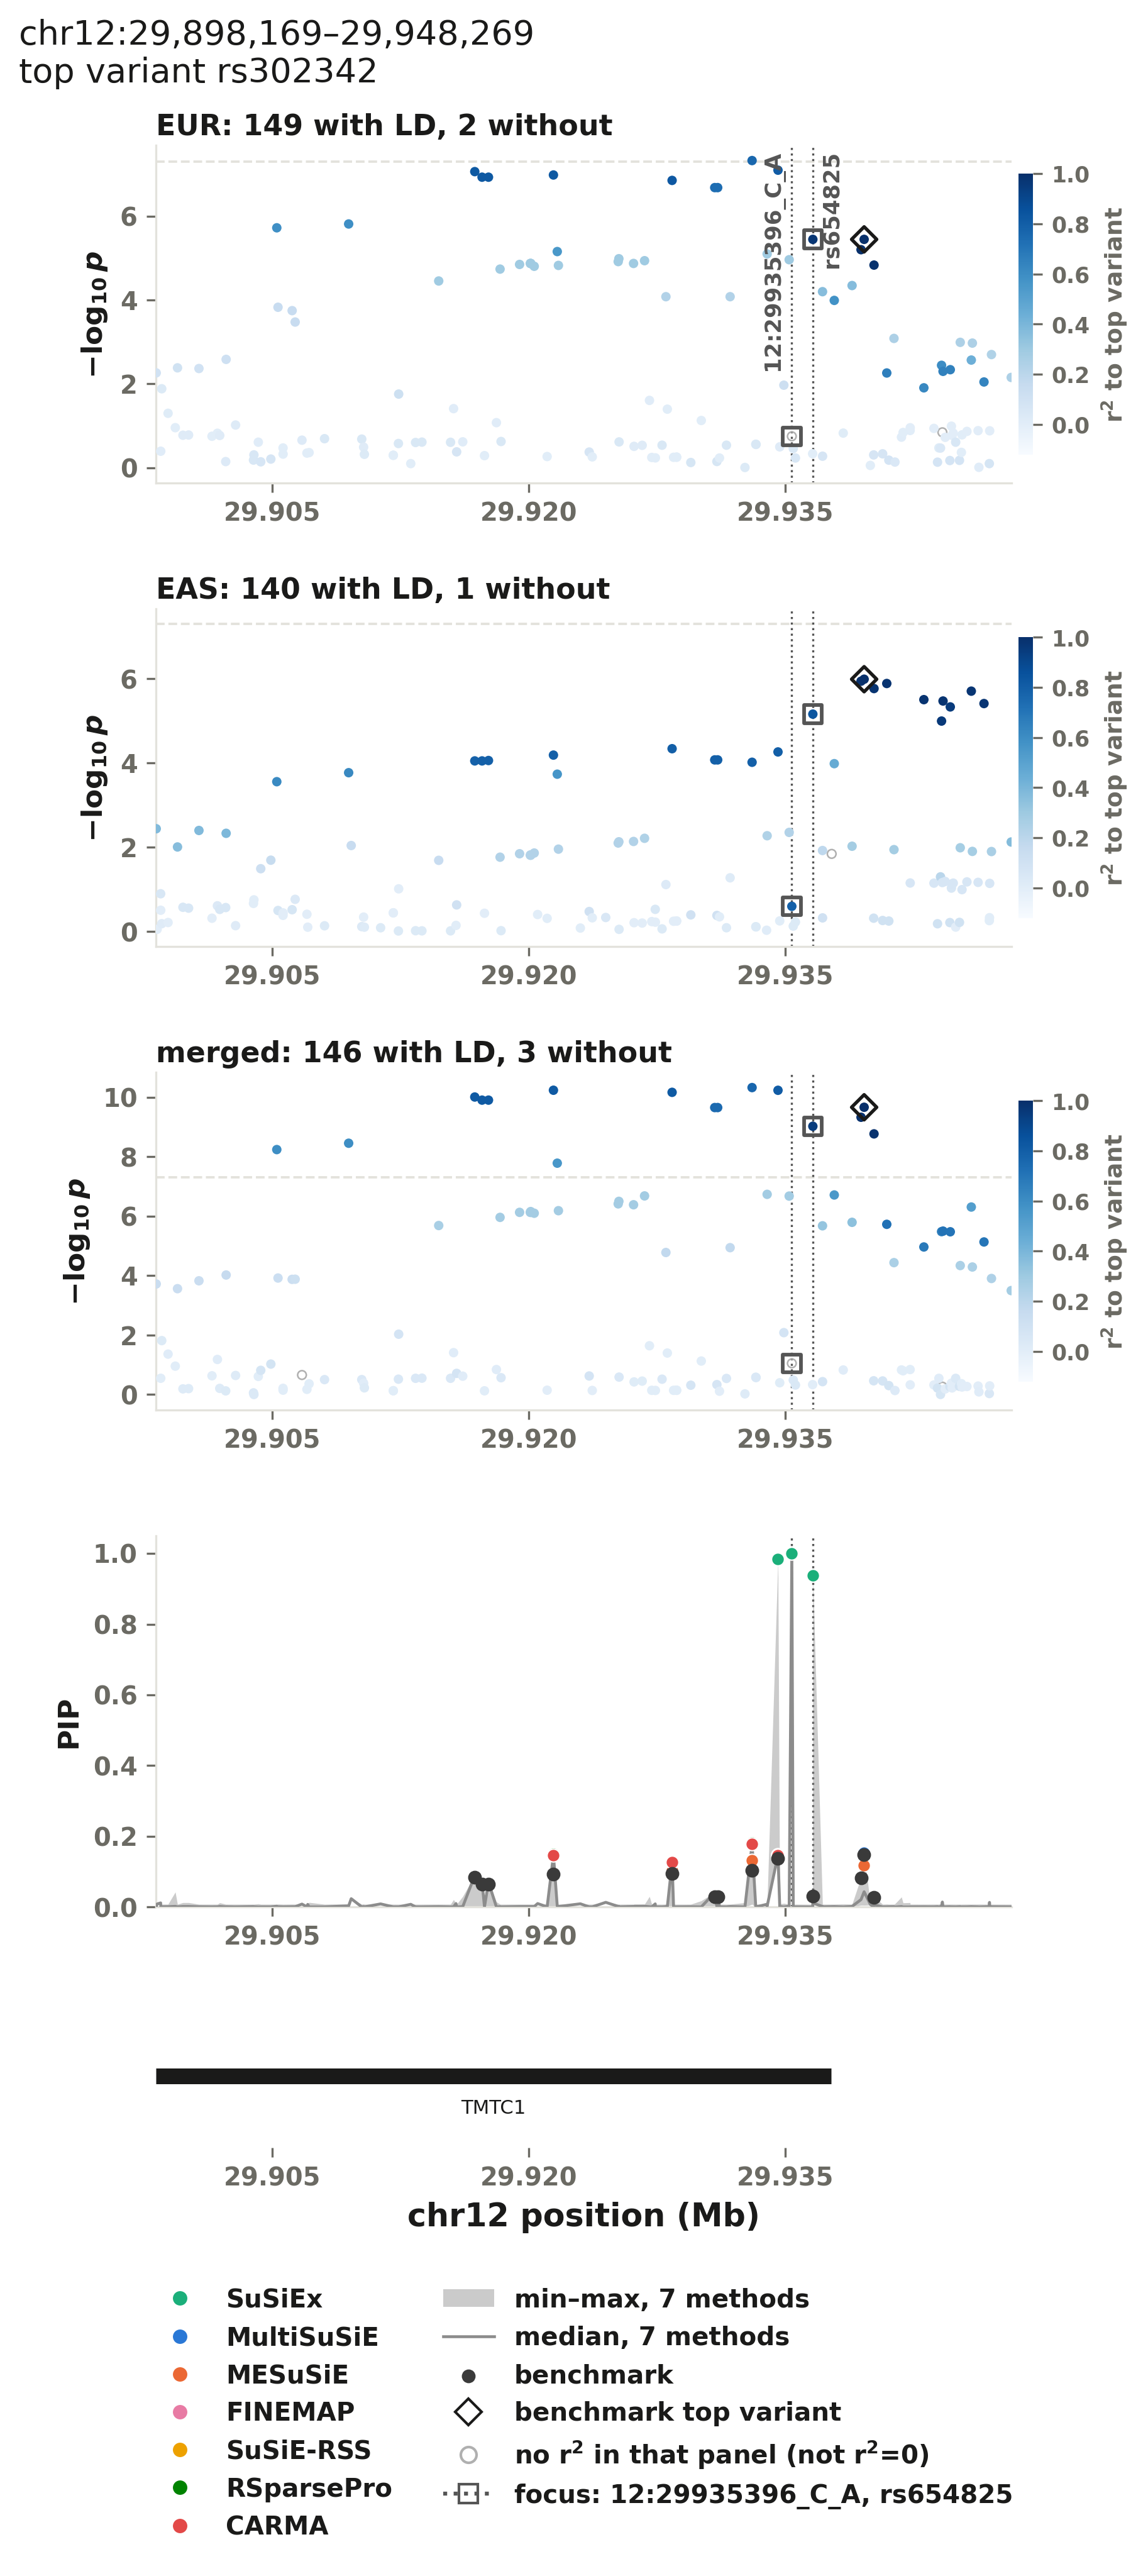 chr12:29,898,169–29,948,269
top variant rs302342
EUR: 149 with LD, 2 without
−log10 p
6
4
2
0
12:29935396_C_A
rs654825
29.905
29.920
29.935
1.0
0.8
0.6
0.4
0.2
0.0
r2 to top variant
EAS: 140 with LD, 1 without
−log10 p
6
4
2
0
29.905
29.920
29.935
1.0
0.8
0.6
0.4
0.2
0.0
r2 to top variant
merged: 146 with LD, 3 without
−log10 p
10
8
6
4
2
0
29.905
29.920
29.935
1.0
0.8
0.6
0.4
0.2
0.0
r2 to top variant
PIP
1.0
0.8
0.6
0.4
0.2
0.0
29.905
29.920
29.935
TMTC1
29.905
29.920
29.935
chr12 position (Mb)
SuSiEx
MultiSuSiE
MESuSiE
FINEMAP
SuSiE-RSS
RSparsePro
CARMA
min–max, 7 methods
median, 7 methods
benchmark
benchmark top variant
no r2 in that panel (not r2=0)
focus: 12:29935396_C_A, rs654825